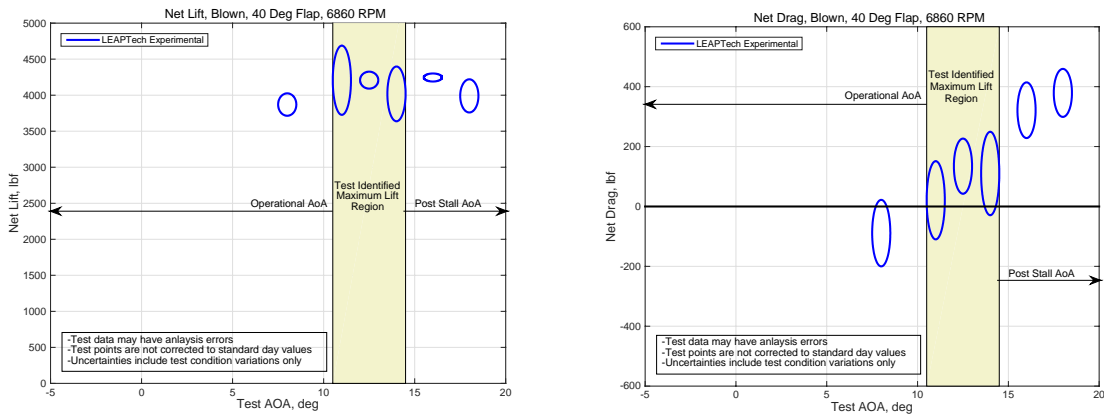 Net Lift, Blown, 40 Deg Flap, 6860 RPM
LEAPTech Experimental
5000
4500
4000
3500
3000
2500
2000
1500
1000
500
0
Net Lift, lbf
Operational AoA
Test Identified
Maximum Lift
Region
Post Stall AoA
-Test data may have anlaysis errors
-Test points are not corrected to standard day values
-Uncertainties include test condition variations only
-5
0
5
10
15
20
Test AOA, deg
Net Drag, Blown, 40 Deg Flap, 6860 RPM
LEAPTech Experimental
600
400
200
0
-200
-400
-600
Net Drag, lbf
Operational AoA
Test Identified
Maximum Lift
Region
Post Stall AoA
-Test data may have anlaysis errors
-Test points are not corrected to standard day values
-Uncertainties include test condition variations only
-5
0
5
10
15
20
Test AOA, deg